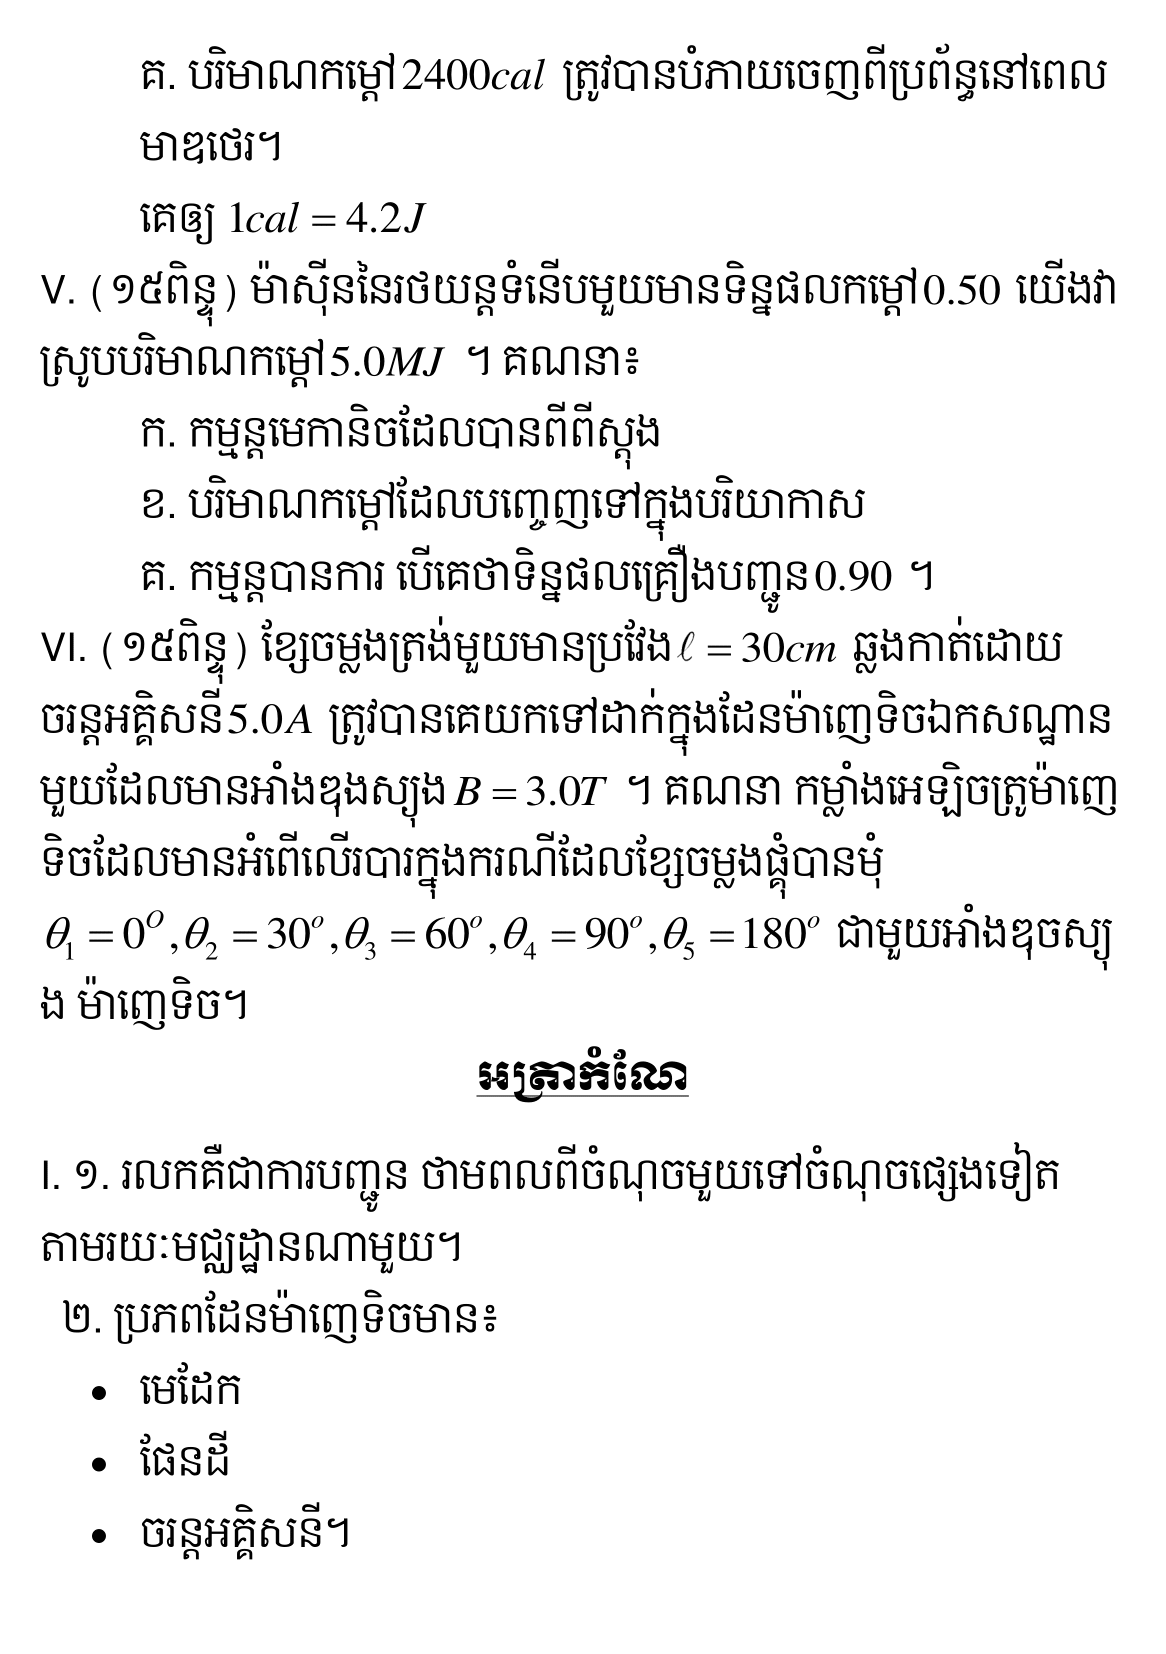 គ. បរិមាណកម្ដៅ2400cal ត្រូវបានបំភាយចេញពីប្រព័ន្ធនៅពេល
មាឌថេរ។
គេឲ្យ 1cal = 4.2J
V. (១៥ពិន្ទុ) ម៉ាស៊ីននៃរថយន្តទំនើបមួយមានទិន្នផលកម្ដៅ0.50 យើងវា
ស្រូបបរិមាណកម្ដៅ5.0MJ ។ គណនា៖
ក. កម្មន្តមេកានិចដែលបានពីពីស្តុង
ខ. បរិមាណកម្ដៅដែលបញ្ចេញទៅក្នុងបរិយាកាស
គ. កម្មន្តបានការ បើគេថាទិន្នផលគ្រឿងបញ្ជូន0.90 ។
VI. (១៥ពិន្ទុ) ខ្សែចម្លងត្រង់មួយមានប្រវែងℓ = 30cm ឆ្លងកាត់ដោយ
ចរន្តអគ្គិសនី5.0A ត្រូវបានគេយកទៅដាក់ក្នុងដែនម៉ាញេទិចឯកសណ្ឋាន
មួយដែលមានអាំងឌុងស្យុងB = 3.0T ។ គណនា កម្លាំងអេឡិចត្រូម៉ាញេ
ទិចដែលមានអំពើលើរបារក្នុងករណីដែលខ្សែចម្លងផ្គុំបានមុំ
θ₁ = 0ᴼ, θ₂ = 30ᵒ, θ₃ = 60ᵒ, θ₄ = 90ᵒ, θ₅ = 180ᵒ ជាមួយអាំងឌុចស្យុ
ង ម៉ាញេទិច។
អត្រាកំណែ
I. ១. រលកគឺជាការបញ្ជូន ថាមពលពីចំណុចមួយទៅចំណុចផ្សេងទៀត
តាមរយៈមជ្ឈដ្ឋានណាមួយ។
២. ប្រភពដែនម៉ាញេទិចមាន៖
• មេដែក
• ផែនដី
• ចរន្តអគ្គិសនី។